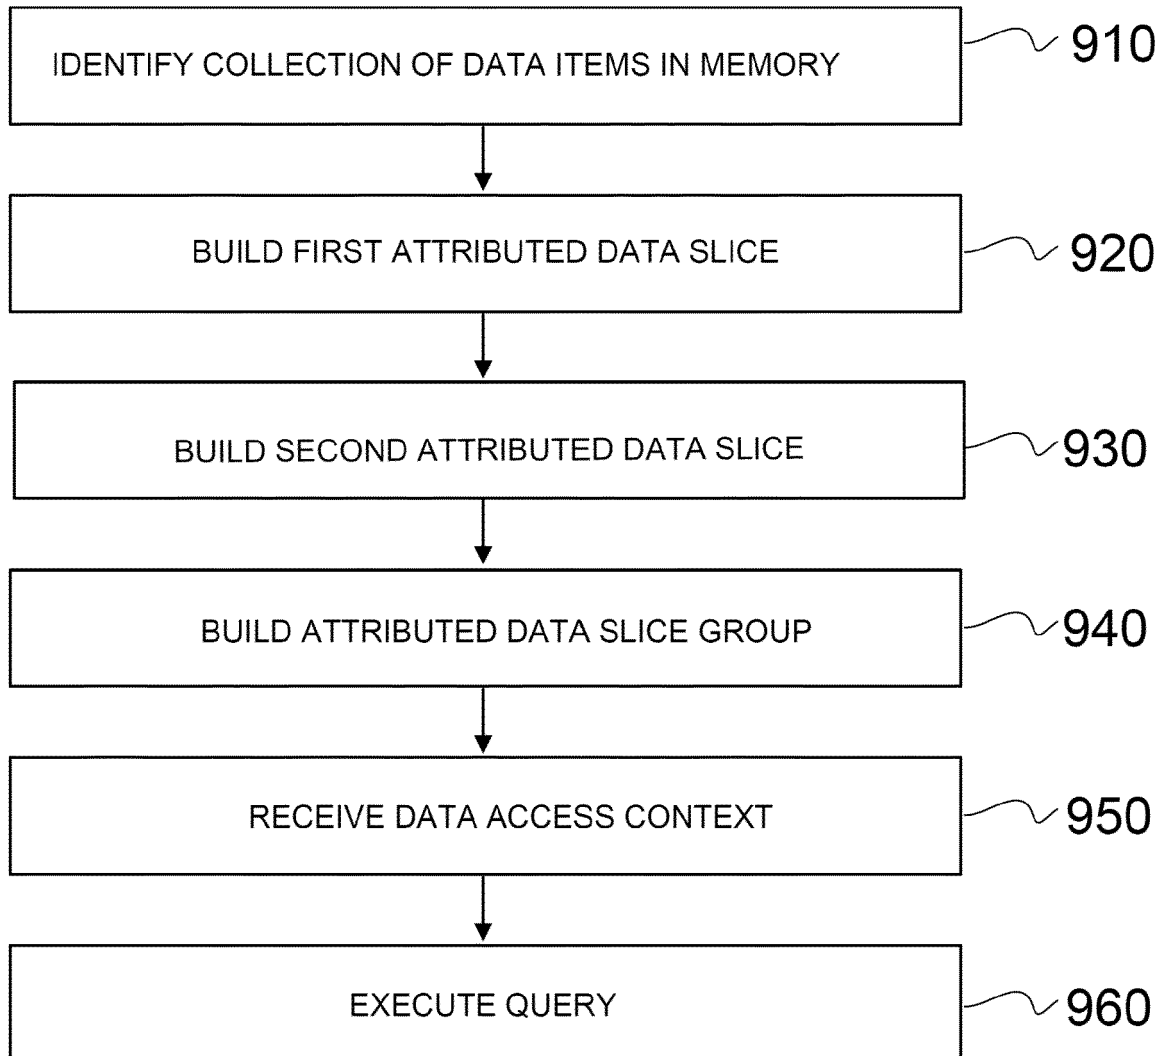 IDENTIFY COLLECTION OF DATA ITEMS IN MEMORY
910
BUILD FIRST ATTRIBUTED DATA SLICE
920
BUILD SECOND ATTRIBUTED DATA SLICE
930
BUILD ATTRIBUTED DATA SLICE GROUP
940
RECEIVE DATA ACCESS CONTEXT
950
EXECUTE QUERY
960